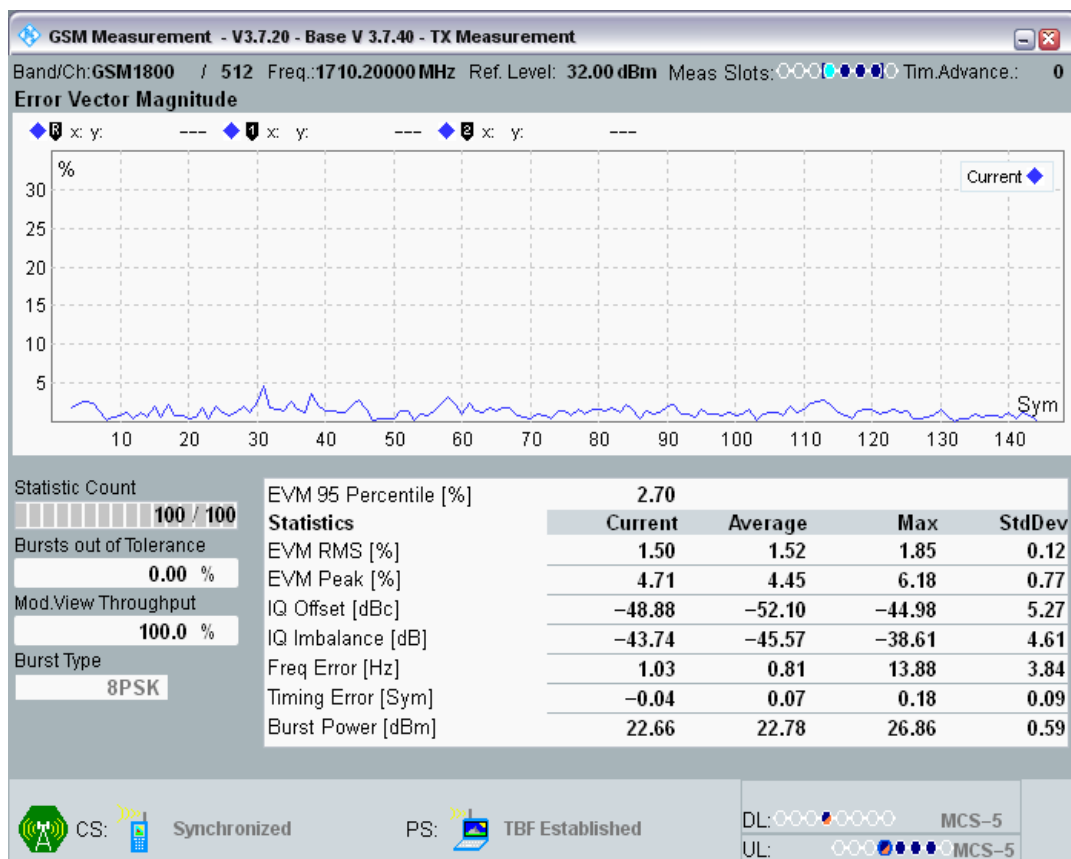 GSM Measurement - V3.7.20 - Base V 3.7.40 - TX Measurement
Band/Ch:GSM1800 / 512 Freq.:1710.20000 MHz Ref. Level: 32.00 dBm Meas Slots: Tim.Advance.: 0
Error Vector Magnitude
R x: y: --- 1 x: y: --- 2 x: y: ---
%
Current
30
25
20
15
10
5
Sym
10 20 30 40 50 60 70 80 90 100 110 120 130 140
Statistic Count
100 / 100
Bursts out of Tolerance
0.00 %
Mod.View Throughput
100.0 %
Burst Type
8PSK
EVM 95 Percentile [%] 2.70
Statistics Current Average Max StdDev
EVM RMS [%] 1.50 1.52 1.85 0.12
EVM Peak [%] 4.71 4.45 6.18 0.77
IQ Offset [dBc] −48.88 −52.10 −44.98 5.27
IQ Imbalance [dB] −43.74 −45.57 −38.61 4.61
Freq Error [Hz] 1.03 0.81 13.88 3.84
Timing Error [Sym] −0.04 0.07 0.18 0.09
Burst Power [dBm] 22.66 22.78 26.86 0.59
CS: Synchronized PS: TBF Established
DL: MCS−5
UL: MCS−5